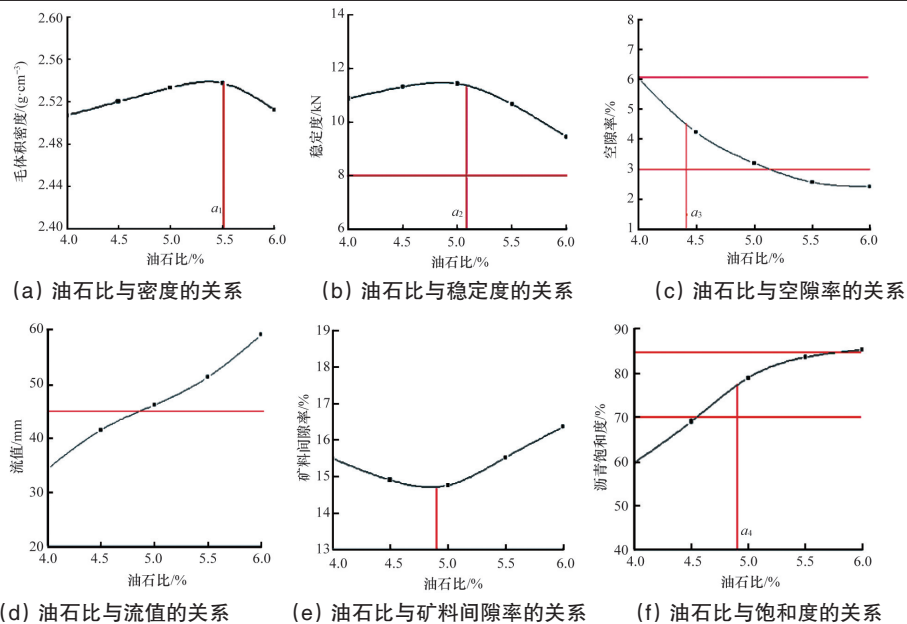 2.60
2.56
2.52
2.48
2.44
2.40
毛体积密度/(g·cm⁻³)
a₁
4.0 4.5 5.0 5.5 6.0
油石比/%
(a) 油石比与密度的关系
14
12
10
8
6
稳定度/kN
a₂
4.0 4.5 5.0 5.5 6.0
油石比/%
(b) 油石比与稳定度的关系
8
7
6
5
4
3
2
1
空隙率/%
a₃
4.0 4.5 5.0 5.5 6.0
油石比/%
(c) 油石比与空隙率的关系
60
50
40
30
20
流值/mm
4.0 4.5 5.0 5.5 6.0
油石比/%
(d) 油石比与流值的关系
19
18
17
16
15
14
13
矿料间隙率/%
4.0 4.5 5.0 5.5 6.0
油石比/%
(e) 油石比与矿料间隙率的关系
90
80
70
60
50
40
沥青饱和度/%
a₄
4.0 4.5 5.0 5.5 6.0
油石比/%
(f) 油石比与饱和度的关系